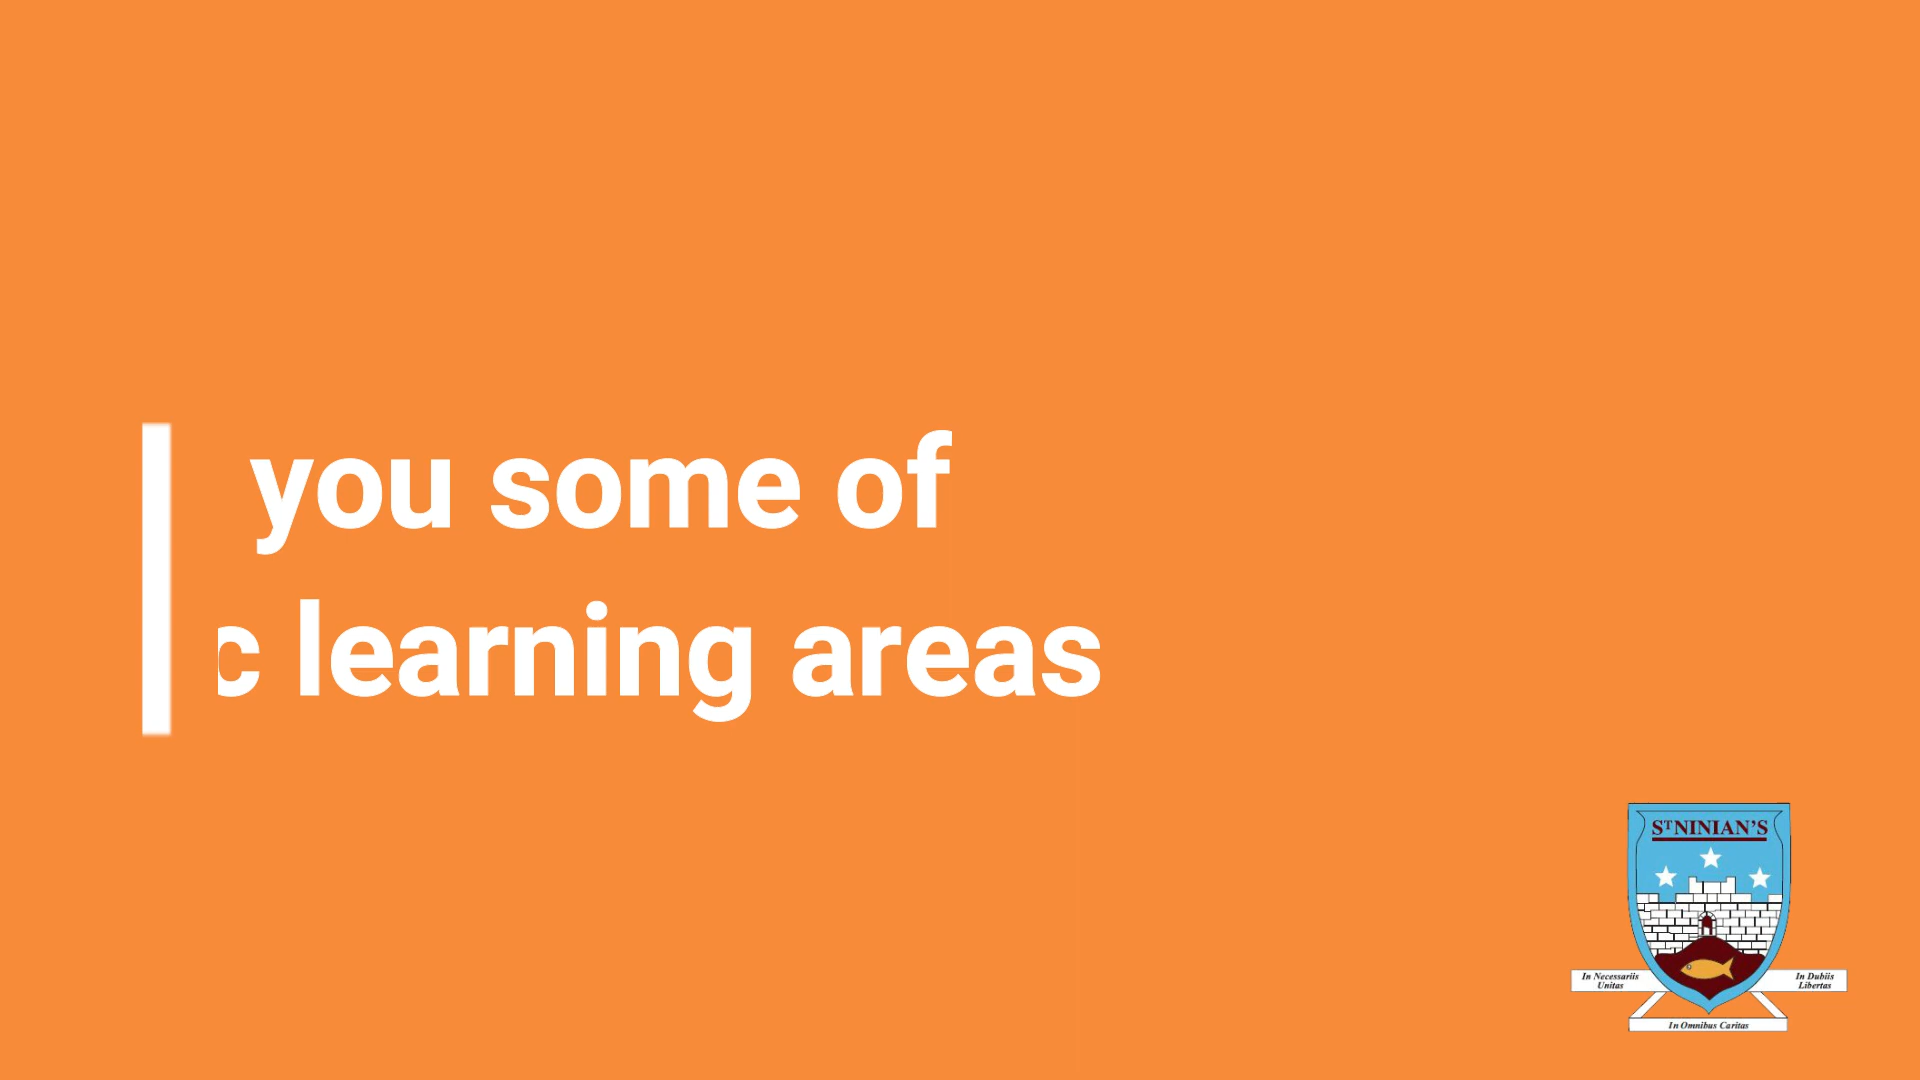 you some of
c learning areas
STNINIAN'S
In Necessariis
Unitas
In Dubiis
Libertas
In Omnibus Caritas